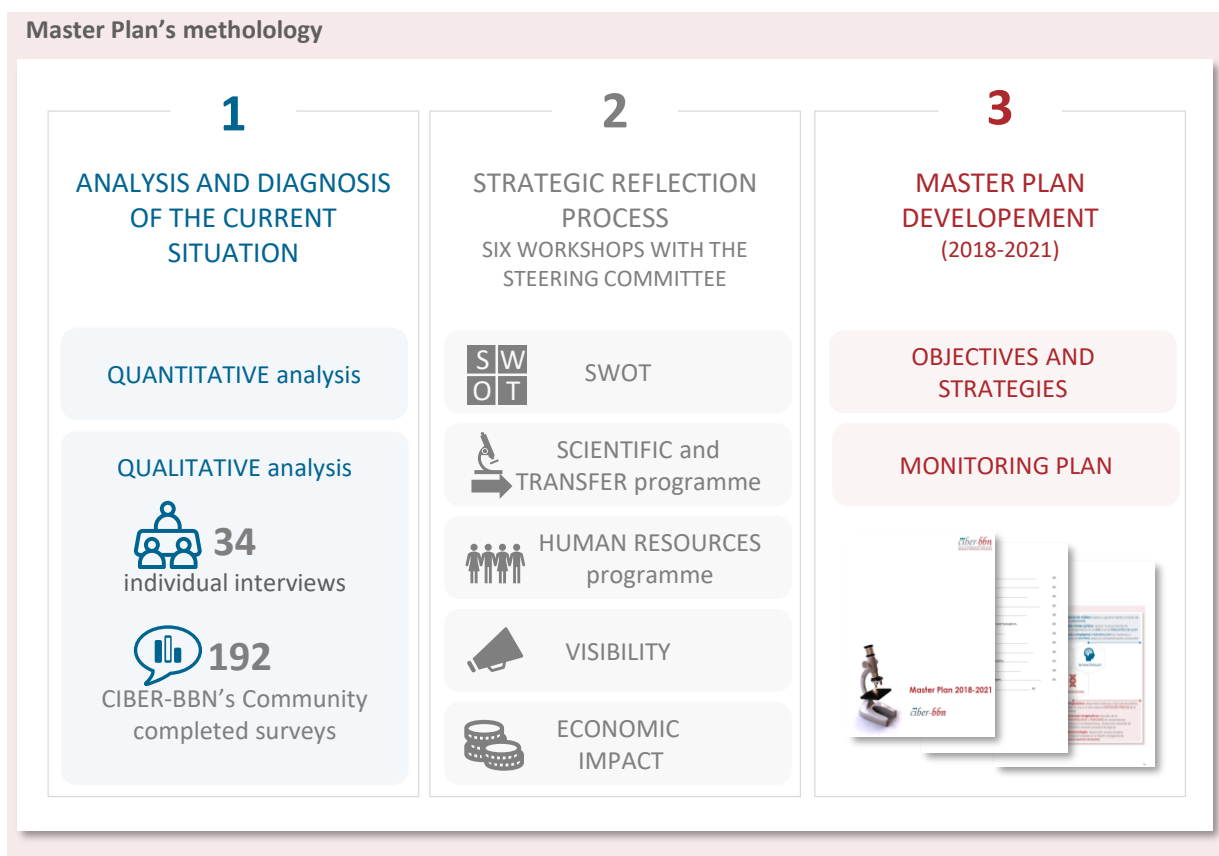 Master Plan's metholology
1
ANALYSIS AND DIAGNOSIS
OF THE CURRENT
SITUATION
QUANTITATIVE analysis
QUALITATIVE analysis
34
individual interviews
192
CIBER-BBN's Community
completed surveys
2
STRATEGIC REFLECTION
PROCESS
SIX WORKSHOPS WITH THE
STEERING COMMITTEE
S W
O T
SWOT
SCIENTIFIC and
TRANSFER programme
HUMAN RESOURCES
programme
VISIBILITY
ECONOMIC
IMPACT
3
MASTER PLAN
DEVELOPEMENT
(2018-2021)
OBJECTIVES AND
STRATEGIES
MONITORING PLAN
ciber-bbn
Master Plan 2018-2021
ciber-bbn